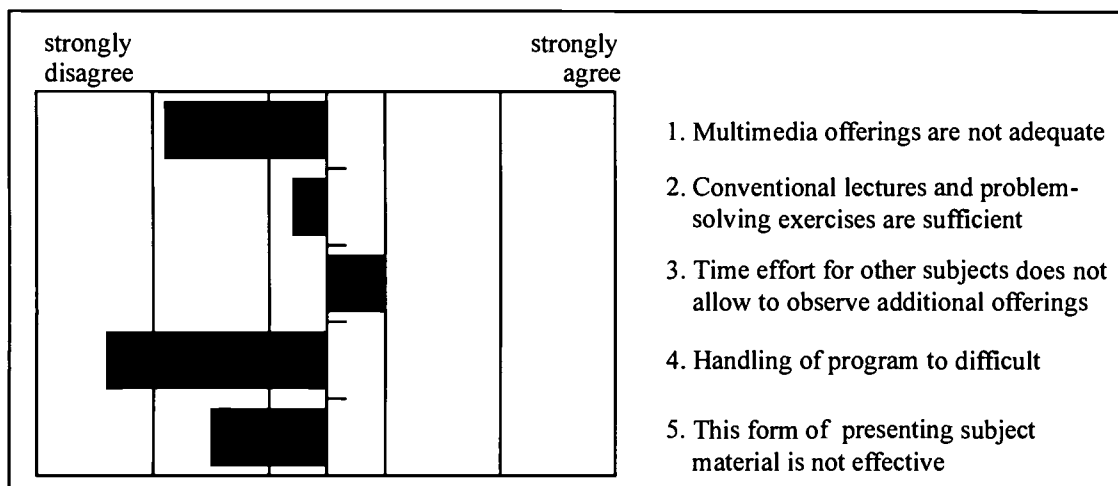 strongly
disagree
strongly
agree
1. Multimedia offerings are not adequate
2. Conventional lectures and problem-
solving exercises are sufficient
3. Time effort for other subjects does not
allow to observe additional offerings
4. Handling of program to difficult
5. This form of presenting subject
material is not effective